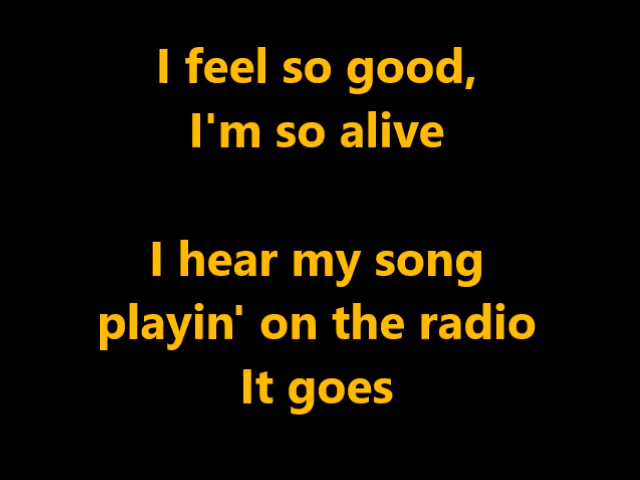 I feel so good,
I'm so alive
I hear my song
playin' on the radio
It goes